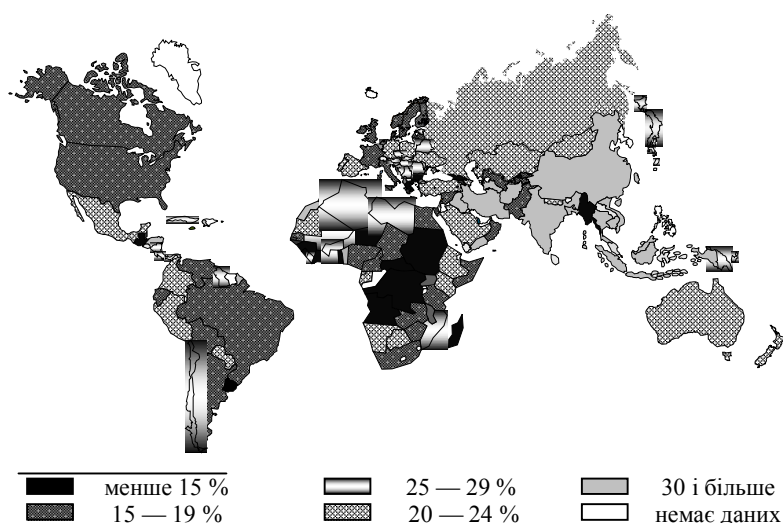 менше 15 %
25 — 29 %
30 і більше
15 — 19 %
20 — 24 %
немає даних